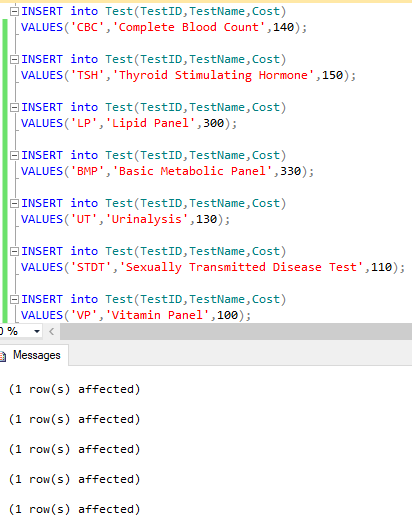 INSERT into Test(TestID,TestName,Cost)
VALUES('CBC','Complete Blood Count',140);
INSERT into Test(TestID,TestName,Cost)
VALUES('TSH','Thyroid Stimulating Hormone',150);
INSERT into Test(TestID,TestName,Cost)
VALUES('LP','Lipid Panel',300);
INSERT into Test(TestID,TestName,Cost)
VALUES('BMP','Basic Metabolic Panel',330);
INSERT into Test(TestID,TestName,Cost)
VALUES('UT','Urinalysis',130);
INSERT into Test(TestID,TestName,Cost)
VALUES('STDT','Sexually Transmitted Disease Test',110);
INSERT into Test(TestID,TestName,Cost)
VALUES('VP','Vitamin Panel',100);
0 %
Messages
(1 row(s) affected)
(1 row(s) affected)
(1 row(s) affected)
(1 row(s) affected)
(1 row(s) affected)